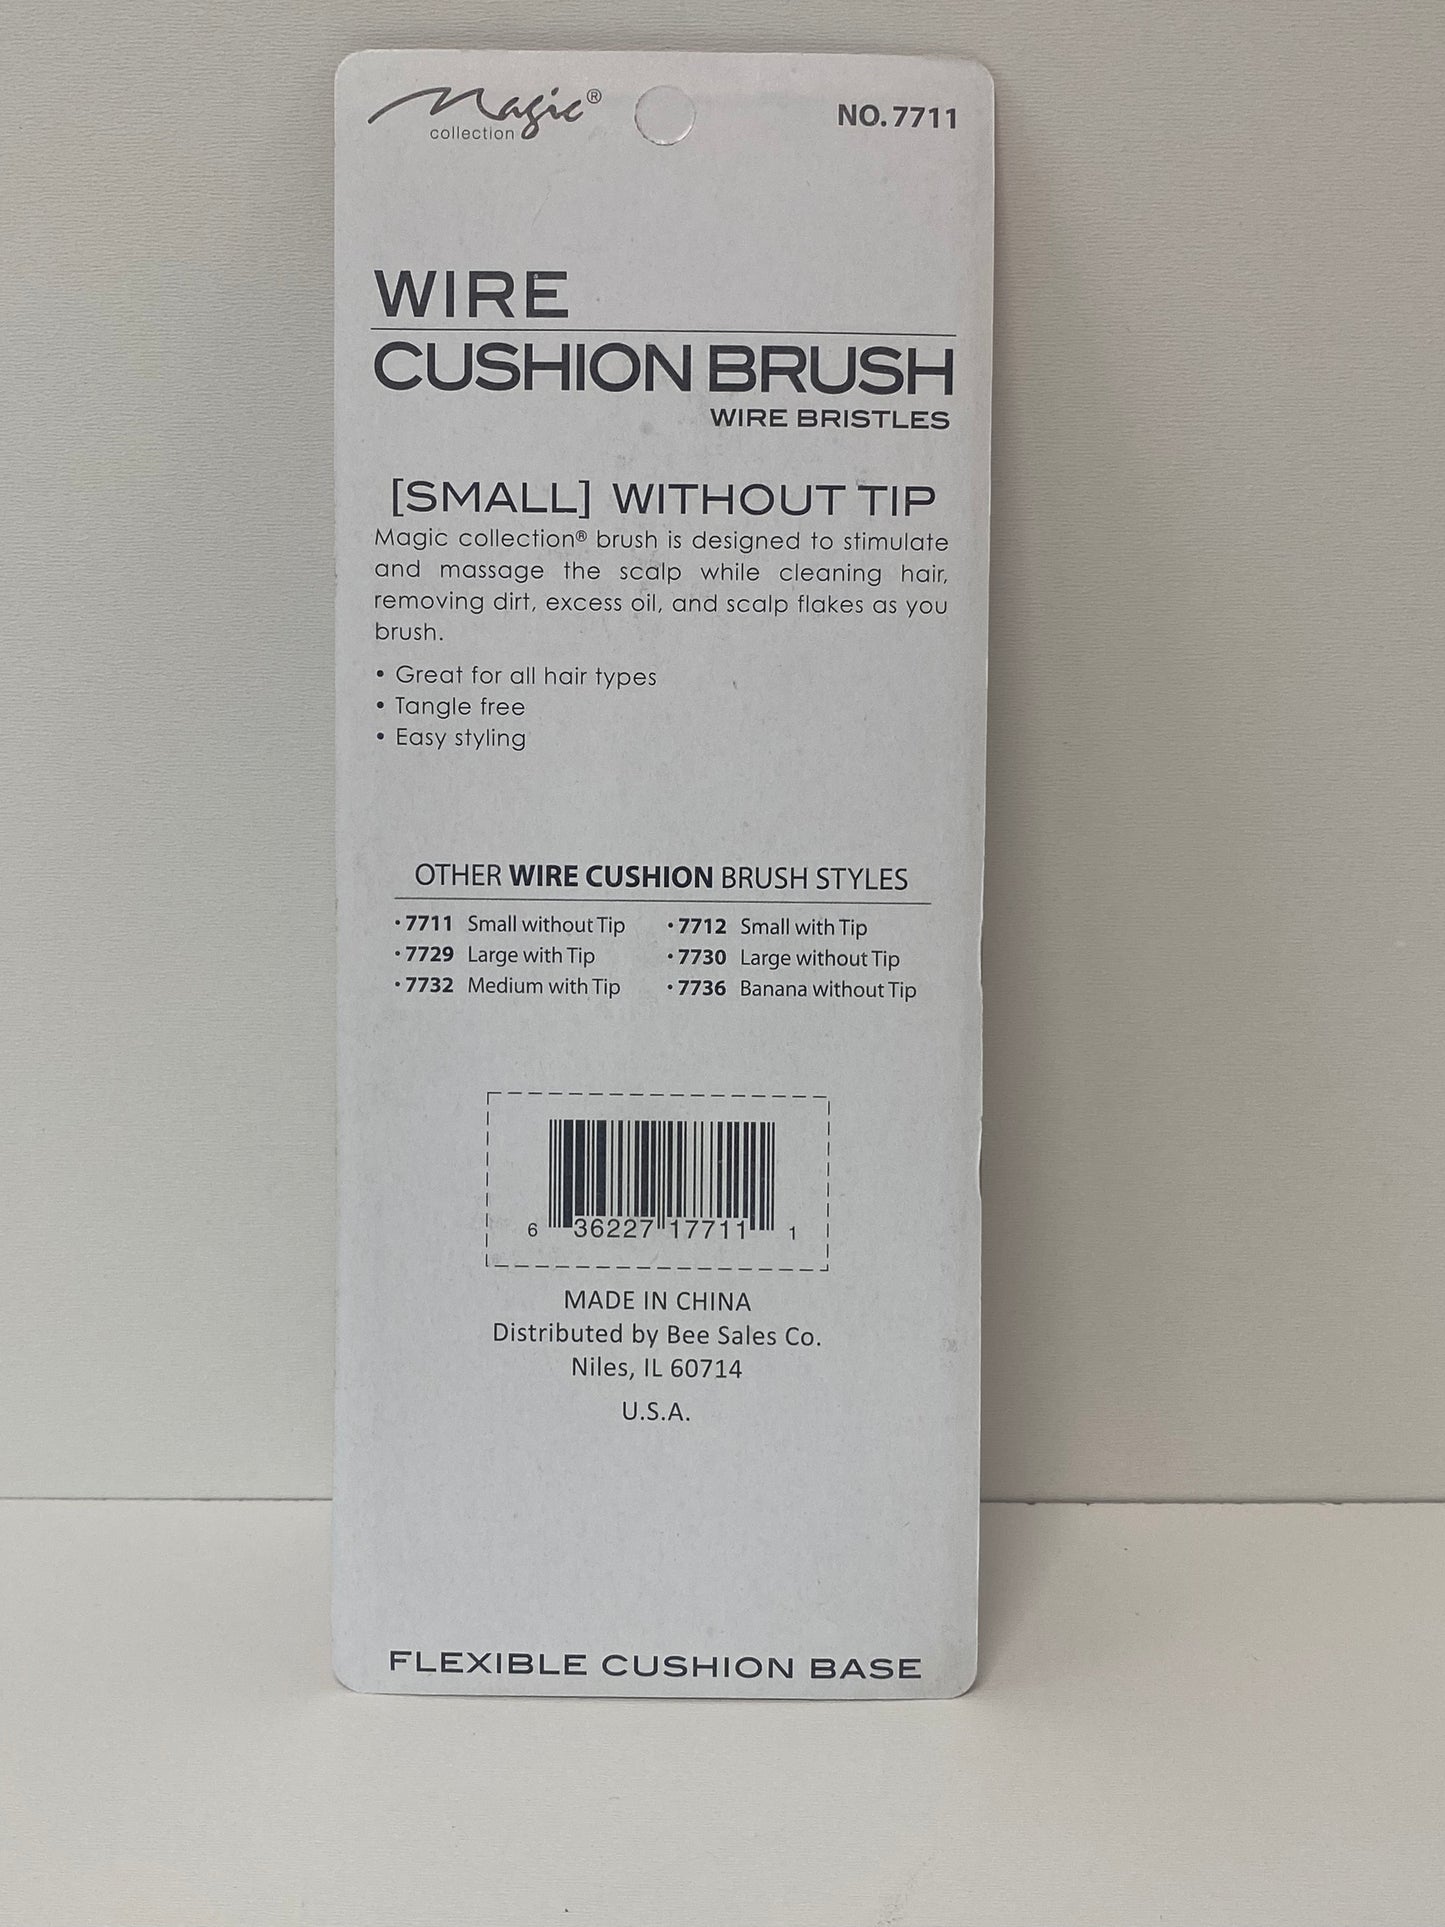 Magic®
collection
NO. 7711
WIRE
CUSHION BRUSH
WIRE BRISTLES
[SMALL] WITHOUT TIP
Magic collection® brush is designed to stimulate
and massage the scalp while cleaning hair,
removing dirt, excess oil, and scalp flakes as you
brush.
• Great for all hair types
• Tangle free
• Easy styling
OTHER WIRE CUSHION BRUSH STYLES
• 7711 Small without Tip • 7712 Small with Tip
• 7729 Large with Tip • 7730 Large without Tip
• 7732 Medium with Tip • 7736 Banana without Tip
6 36227 17711 1
MADE IN CHINA
Distributed by Bee Sales Co.
Niles, IL 60714
U.S.A.
FLEXIBLE CUSHION BASE